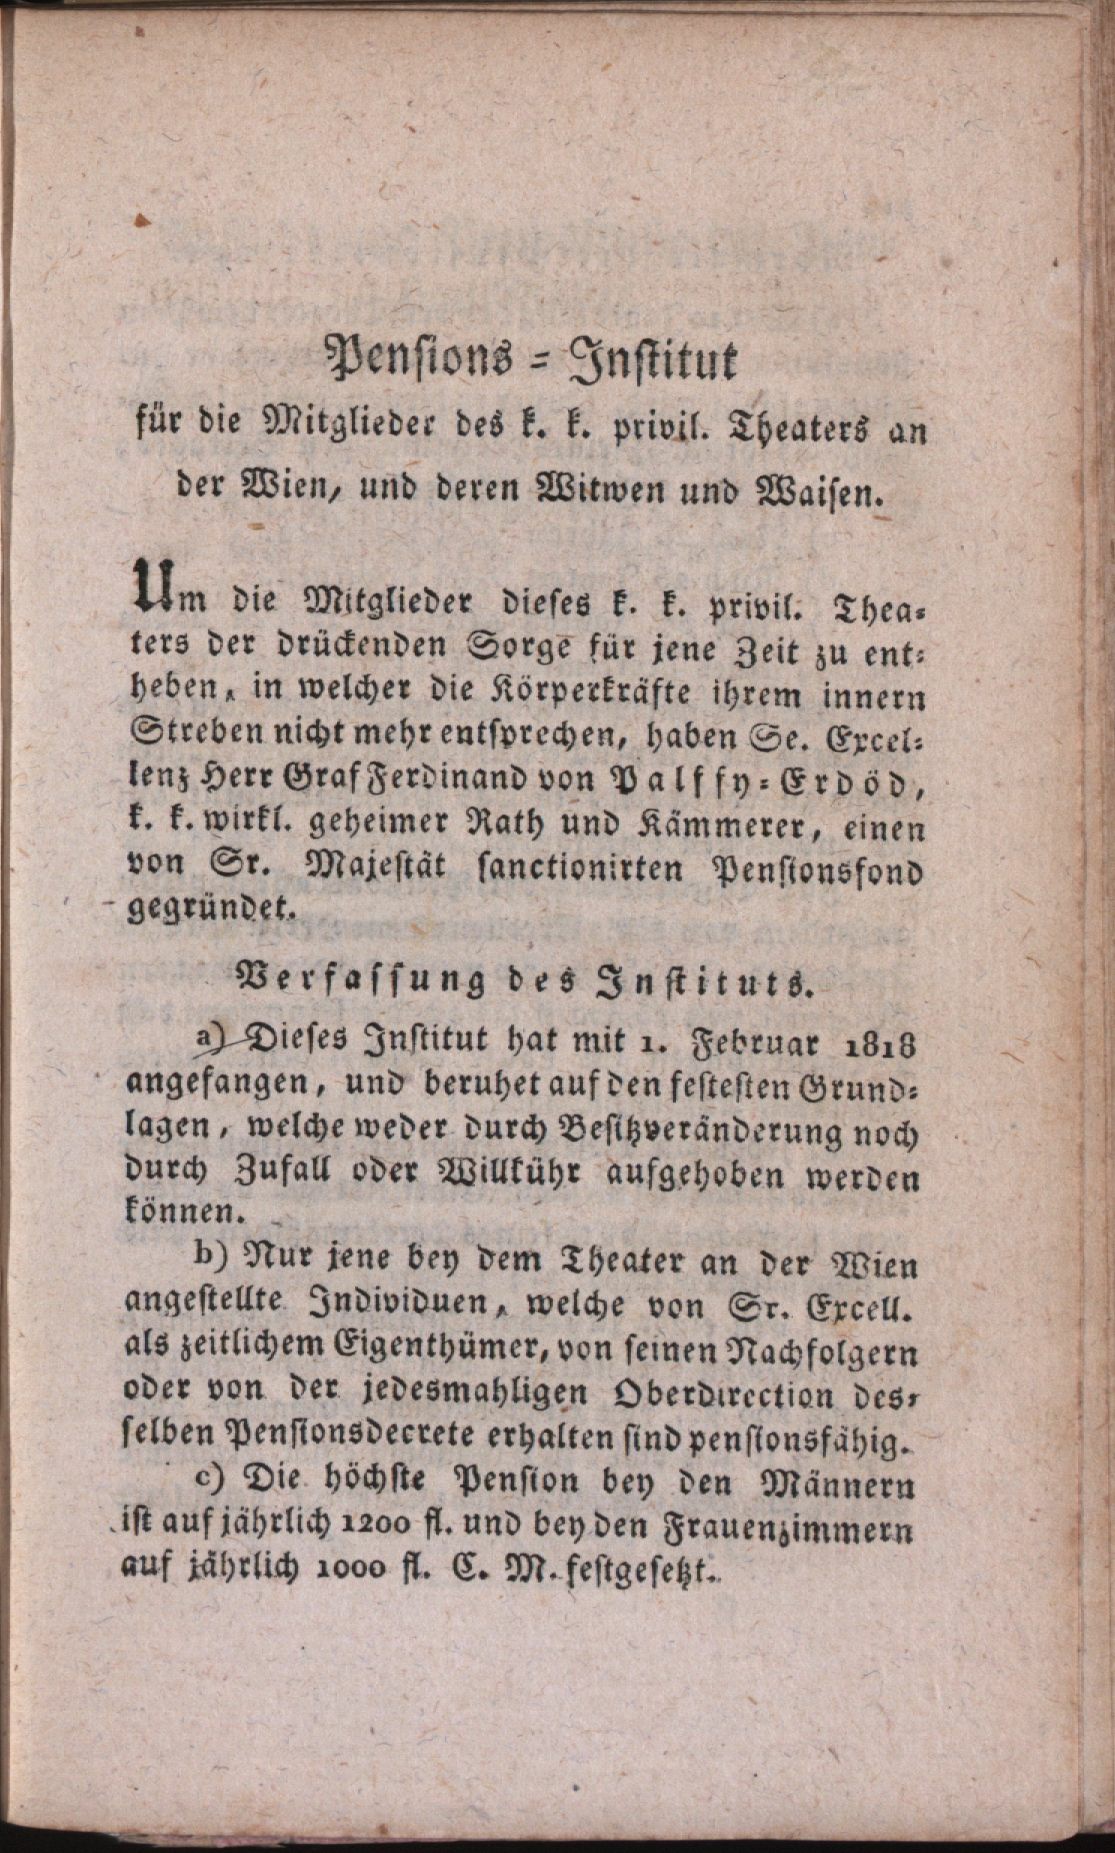 Pensions = Institut
für die Mitglieder des k. k. privil. Theaters an
der Wien, und deren Witwen und Waisen.
Um die Mitglieder dieses k. k. privil. Thea=
ters der drückenden Sorge für jene Zeit zu ent=
heben, in welcher die Körperkräfte ihrem innern
Streben nicht mehr entsprechen, haben Se. Excel=
lenz Herr Graf Ferdinand von Palffy=Erdöd,
k. k. wirkl. geheimer Rath und Kämmerer, einen
von Sr. Majestät sanctionirten Pensionsfond
gegründet.
Verfassung des Instituts.
a) Dieses Institut hat mit 1. Februar 1818
angefangen, und beruhet auf den festesten Grund=
lagen, welche weder durch Besitzveränderung noch
durch Zufall oder Willkühr aufgehoben werden
können.
b) Nur jene bey dem Theater an der Wien
angestellte Individuen, welche von Sr. Excell.
als zeitlichem Eigenthümer, von seinen Nachfolgern
oder von der jedesmahligen Oberdirection des=
selben Pensionsdecrete erhalten sind pensionsfähig.
c) Die höchste Pension bey den Männern
ist auf jährlich 1200 fl. und bey den Frauenzimmern
auf jährlich 1000 fl. C. M. festgesetzt.